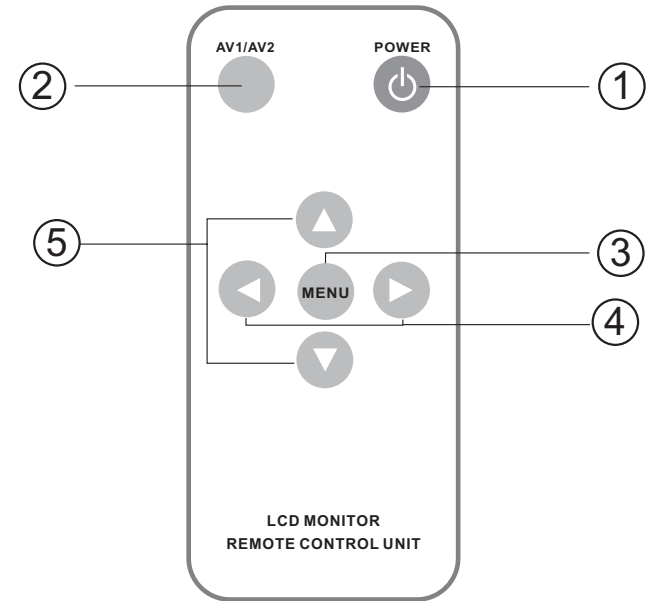 AV1/AV2 POWER
2 1
5 3
MENU
4
LCD MONITOR
REMOTE CONTROL UNIT